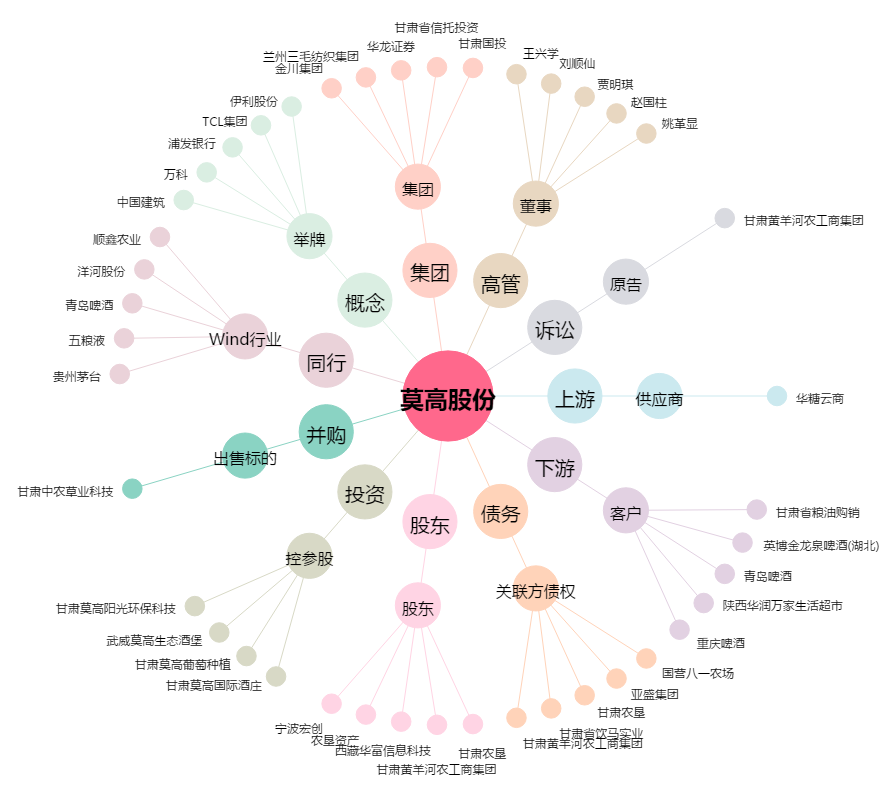 甘肃省信托投资
华龙证券
甘肃国投
兰州三毛纺织集团
金川集团
王兴学
刘顺仙
贾明琪
赵国柱
姚革显
伊利股份
TCL集团
浦发银行
万科
中国建筑
集团
董事
举牌
集团
高管
概念
甘肃黄羊河农工商集团
原告
诉讼
顺鑫农业
洋河股份
青岛啤酒
五粮液
贵州茅台
Wind行业
同行
莫高股份
上游
供应商
华糖云商
并购
出售标的
甘肃中农草业科技
下游
客户
甘肃省粮油购销
英博金龙泉啤酒(湖北)
青岛啤酒
陕西华润万家生活超市
重庆啤酒
投资
控参股
甘肃莫高阳光环保科技
武威莫高生态酒堡
甘肃莫高葡萄种植
甘肃莫高国际酒庄
股东
股东
宁波宏创
农垦资产
西藏华富信息科技
甘肃黄羊河农工商集团
甘肃农垦
债务
关联方债权
国营八一农场
亚盛集团
甘肃农垦
甘肃省饮马实业
甘肃黄羊河农工商集团